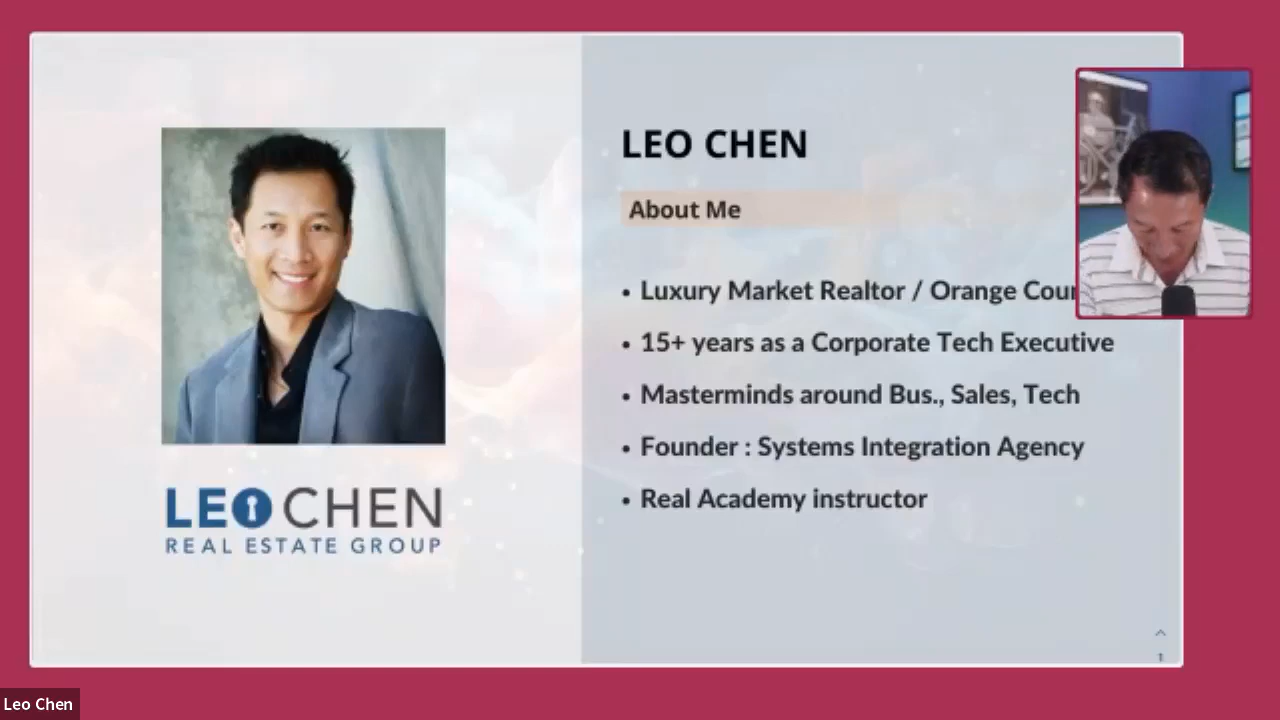 LEO CHEN
About Me
• Luxury Market Realtor / Orange
• 15+ years as a Corporate Tech Executive
• Masterminds around Bus., Sales, Tech
• Founder : Systems Integration Agency
• Real Academy instructor
LEO CHEN
REAL ESTATE GROUP
1
Leo Chen